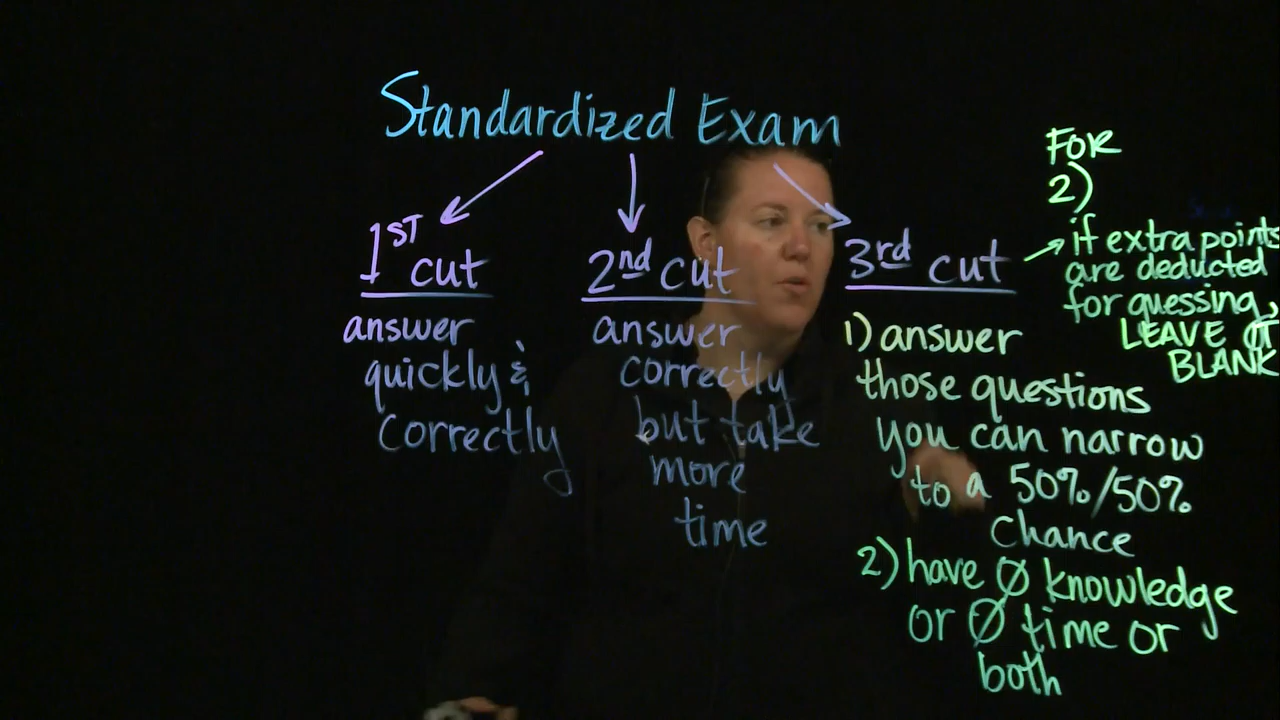 Standardized Exam
1ST cut
answer
quickly &
correctly
2nd cut
answer
correctly
but take
more
time
3rd cut
1) answer
those questions
you can narrow
to a 50%/50%
chance
2) have Ø knowledge
or Ø time or
both
FOR
2)
if extra points
are deducted
for guessing,
LEAVE IT
BLANK